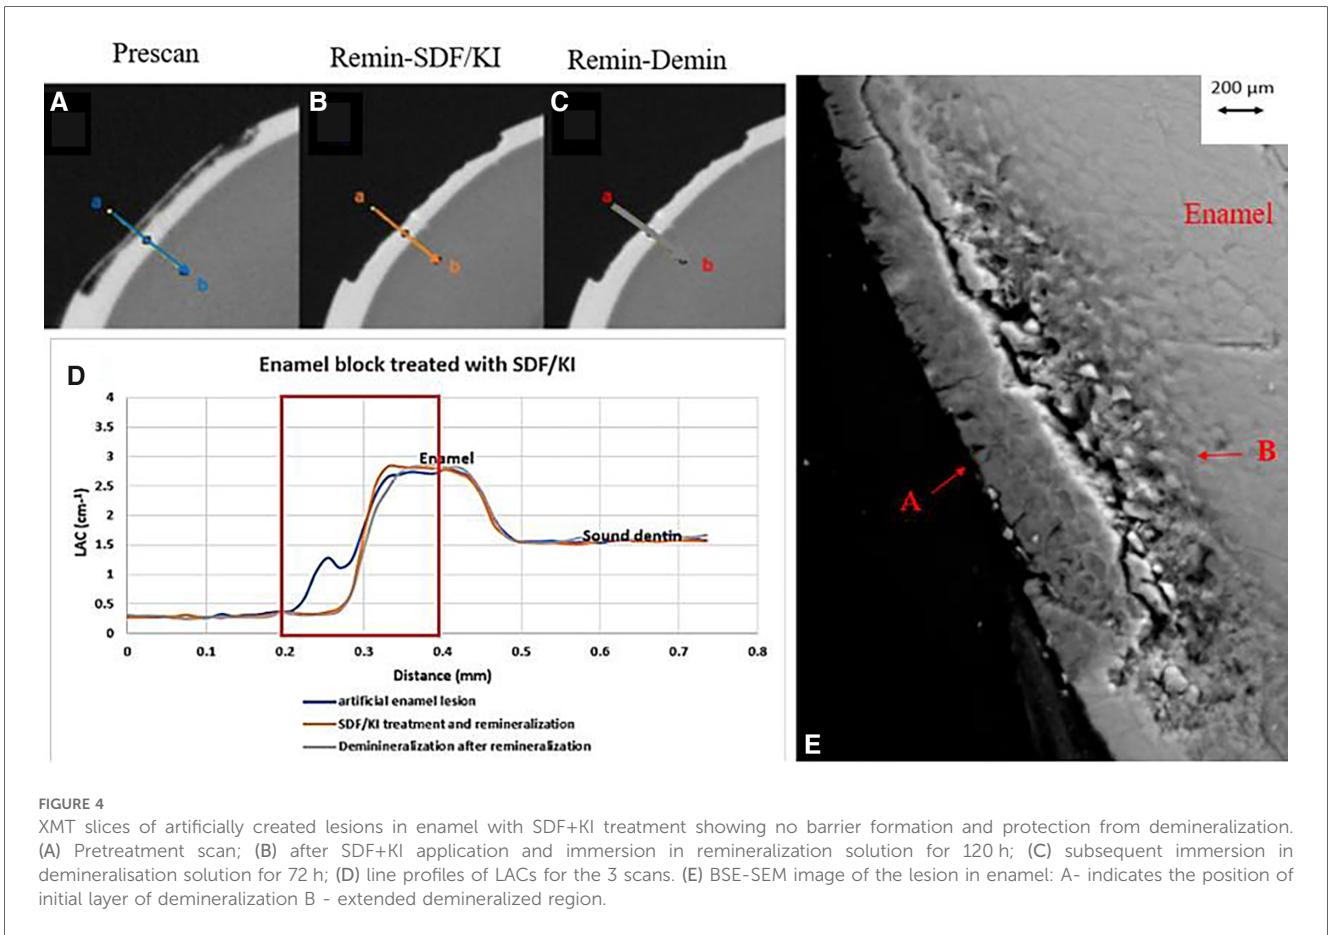 Prescan
Remin-SDF/KI
Remin-Demin
A
B
C
a
b
a
b
a
b
200 µm
Enamel
A
B
E
D
Enamel block treated with SDF/KI
LAC (cm-1)
4
3.5
3
2.5
2
1.5
1
0.5
0
Enamel
Sound dentin
0 0.1 0.2 0.3 0.4 0.5 0.6 0.7 0.8
Distance (mm)
artificial enamel lesion
SDF/KI treatment and remineralization
Deminineralization after remineralization
FIGURE 4
XMT slices of artificially created lesions in enamel with SDF+KI treatment showing no barrier formation and protection from demineralization.
(A) Pretreatment scan; (B) after SDF+KI application and immersion in remineralization solution for 120 h; (C) subsequent immersion in
demineralisation solution for 72 h; (D) line profiles of LACs for the 3 scans. (E) BSE-SEM image of the lesion in enamel: A- indicates the position of
initial layer of demineralization B - extended demineralized region.